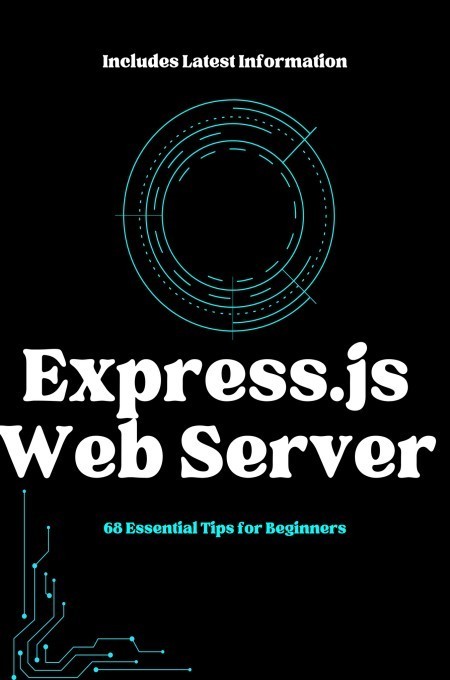 Includes Latest Information
Express.js
Web Server
68 Essential Tips for Beginners